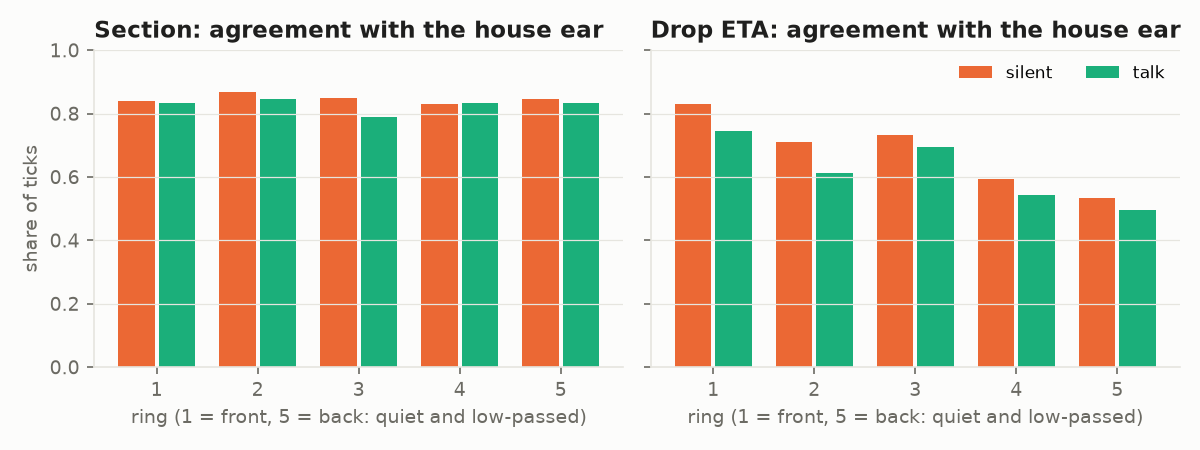 Section: agreement with the house ear
Drop ETA: agreement with the house ear
silent talk
share of ticks
1.0
0.8
0.6
0.4
0.2
0.0
1 2 3 4 5
1 2 3 4 5
ring (1 = front, 5 = back: quiet and low-passed)
ring (1 = front, 5 = back: quiet and low-passed)